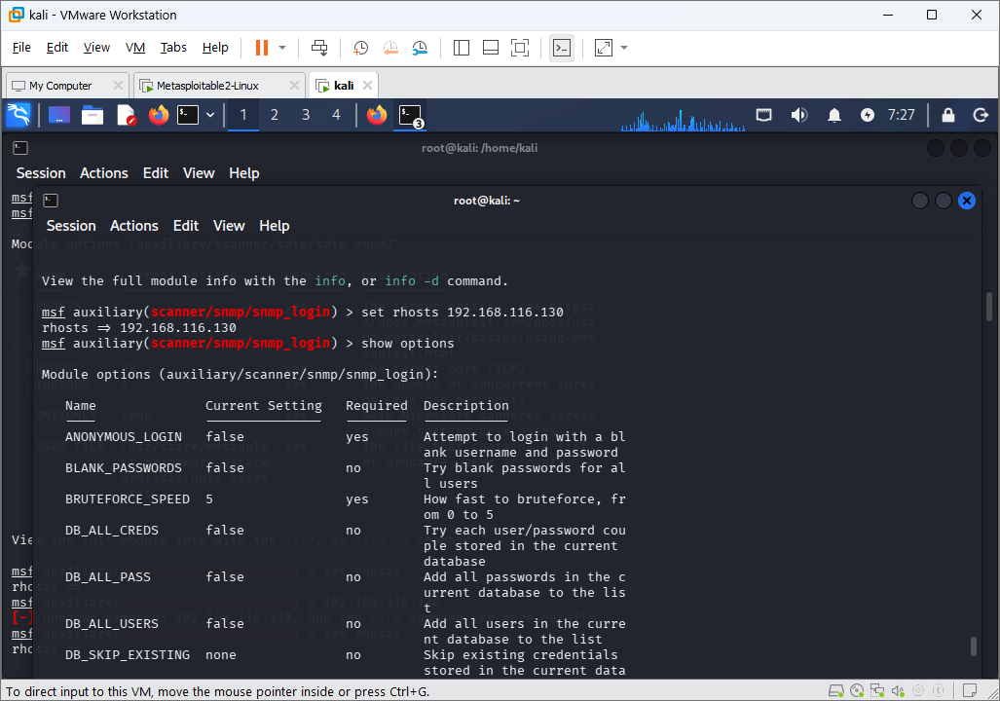 kali - VMware Workstation
File Edit View VM Tabs Help
My Computer Metasploitable2-Linux kali
1 2 3 4 3 7:27
root@kali: /home/kali
Session Actions Edit View Help
msf
msf
root@kali: ~
Session Actions Edit View Help
Module options (auxiliary/scanner/smtp/smtp_enum):
View the full module info with the info, or info -d command.
msf auxiliary(scanner/snmp/snmp_login) > set rhosts 192.168.116.130
rhosts => 192.168.116.130
msf auxiliary(scanner/snmp/snmp_login) > show options
Module options (auxiliary/scanner/snmp/snmp_login):
Name Current Setting Required Description
ANONYMOUS_LOGIN false yes Attempt to login with a bl
ank username and password
BLANK_PASSWORDS false no Try blank passwords for al
l users
BRUTEFORCE_SPEED 5 yes How fast to bruteforce, fr
om 0 to 5
DB_ALL_CREDS false no Try each user/password cou
ple stored in the current
database
DB_ALL_PASS false no Add all passwords in the c
urrent database to the lis
t
DB_ALL_USERS false no Add all users in the curre
nt database to the list
DB_SKIP_EXISTING none no Skip existing credentials
stored in the current data
Vie
msf
rho
msf
[-]
msf
rho
To direct input to this VM, move the mouse pointer inside or press Ctrl+G.